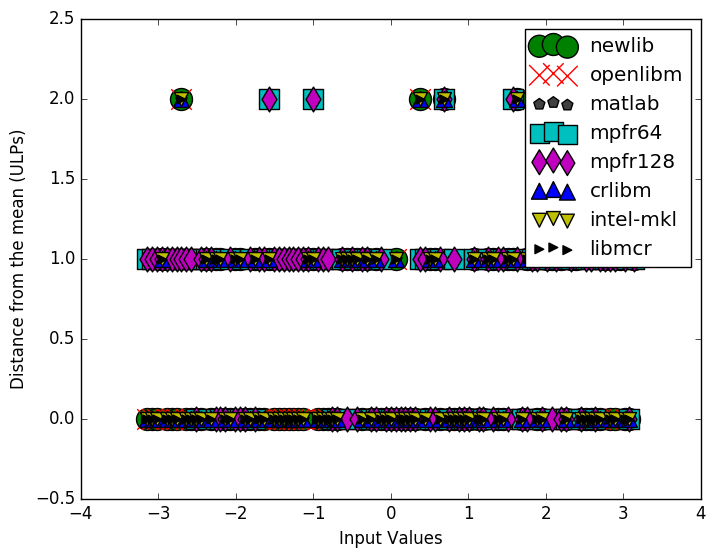 2.5
2.0
1.5
1.0
0.5
0.0
−0.5
Distance from the mean (ULPs)
newlib
openlibm
matlab
mpfr64
mpfr128
crlibm
intel-mkl
libmcr
−4 −3 −2 −1 0 1 2 3 4
Input Values